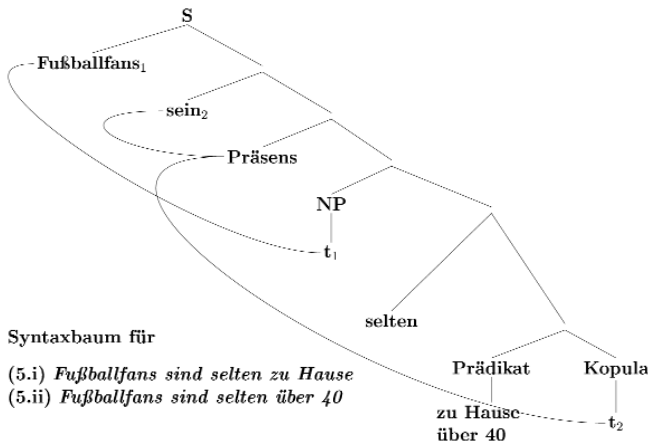 S
Fußballfans₁
sein₂
Präsens
NP
t₁
selten
Syntaxbaum für
Prädikat Kopula
(5.i) Fußballfans sind selten zu Hause
(5.ii) Fußballfans sind selten über 40
zu Hause
über 40
t₂